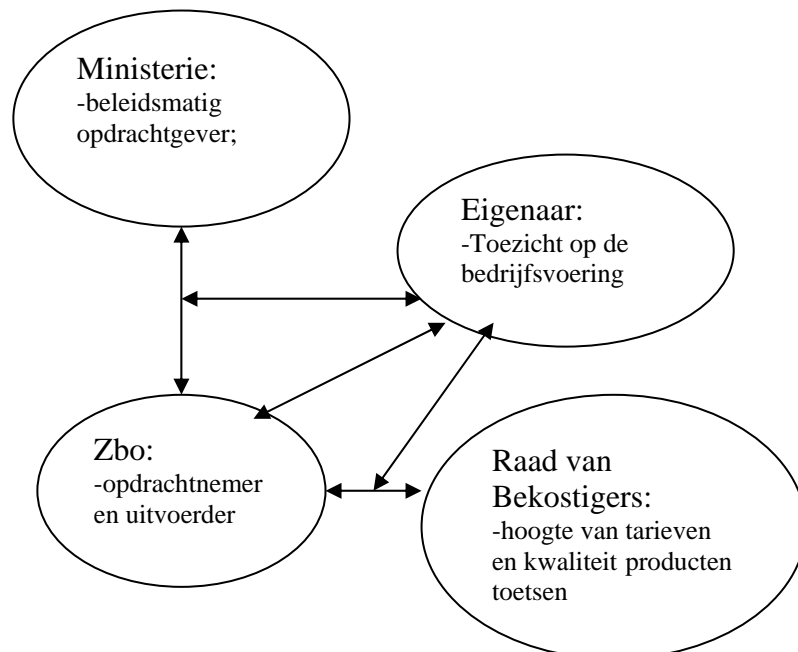 Ministerie:
-beleidsmatig
opdrachtgever;
Eigenaar:
-Toezicht op de
bedrijfsvoering
Zbo:
-opdrachtnemer
en uitvoerder
Raad van
Bekostigers:
-hoogte van tarieven
en kwaliteit producten
toetsen